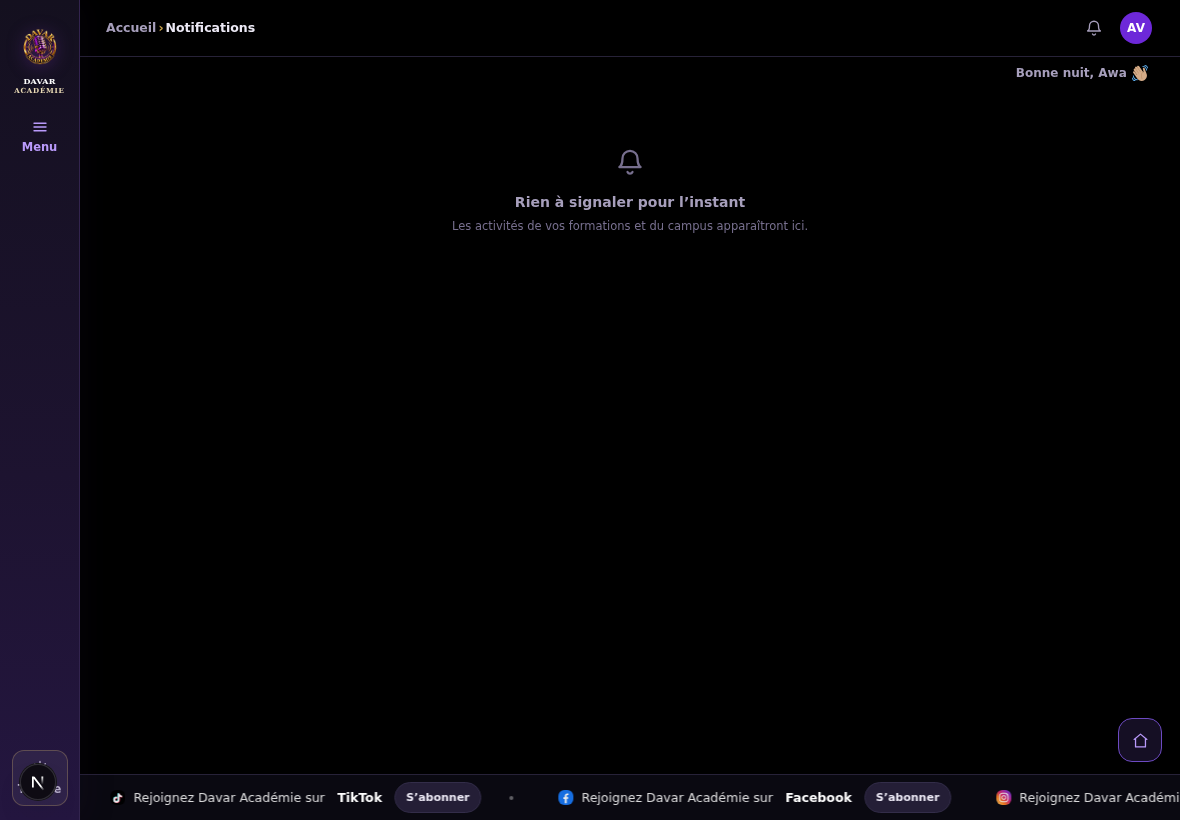 DAVAR
ACADÉMIE
Menu
Accueil › Notifications
AV
Bonne nuit, Awa 👋🏼
Rien à signaler pour l’instant
Les activités de vos formations et du campus apparaîtront ici.
N
Rejoignez Davar Académie sur TikTok S’abonner • Rejoignez Davar Académie sur Facebook S’abonner Rejoignez Davar Académi